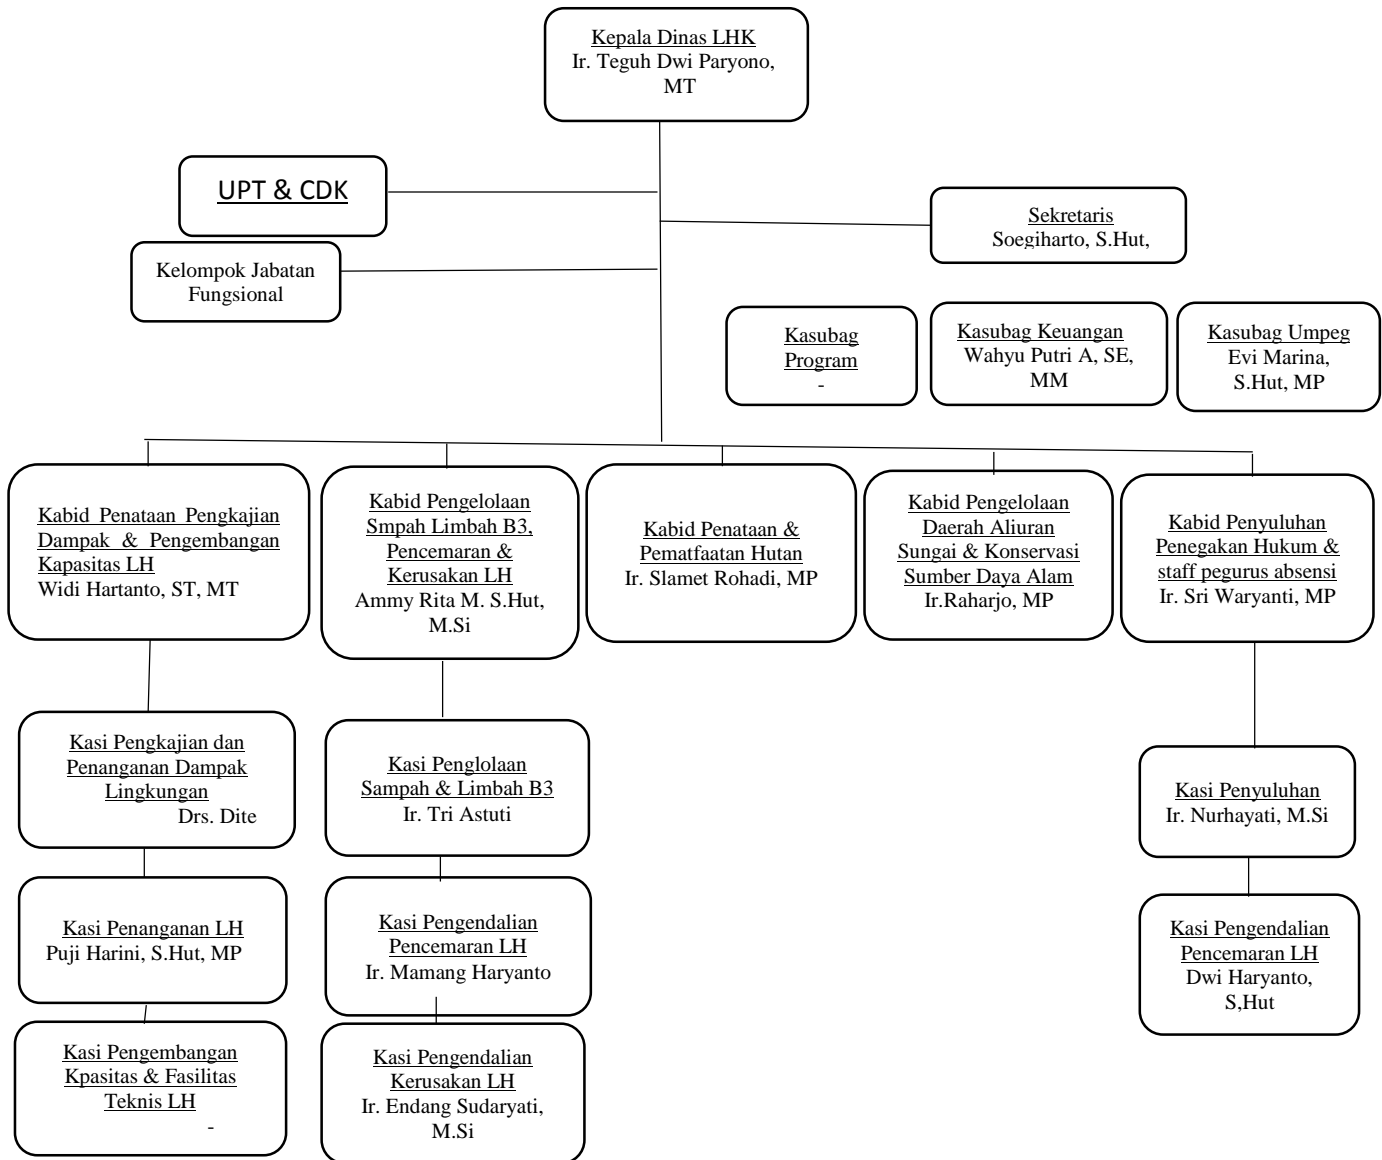 Kepala Dinas LHK
Ir. Teguh Dwi Paryono,
MT
UPT & CDK
Sekretaris
Soegiharto, S.Hut,
Kelompok Jabatan
Fungsional
Kasubag
Program
-
Kasubag Keuangan
Wahyu Putri A, SE,
MM
Kasubag Umpeg
Evi Marina,
S.Hut, MP
Kabid Penataan Pengkajian
Dampak & Pengembangan
Kapasitas LH
Widi Hartanto, ST, MT
Kabid Pengelolaan
Smpah Limbah B3,
Pencemaran &
Kerusakan LH
Ammy Rita M. S.Hut,
M.Si
Kabid Penataan &
Pematfaatan Hutan
Ir. Slamet Rohadi, MP
Kabid Pengelolaan
Daerah Aliuran
Sungai & Konservasi
Sumber Daya Alam
Ir.Raharjo, MP
Kabid Penyuluhan
Penegakan Hukum &
staff pegurus absensi
Ir. Sri Waryanti, MP
Kasi Pengkajian dan
Penanganan Dampak
Lingkungan
Drs. Dite
Kasi Penglolaan
Sampah & Limbah B3
Ir. Tri Astuti
Kasi Penyuluhan
Ir. Nurhayati, M.Si
Kasi Penanganan LH
Puji Harini, S.Hut, MP
Kasi Pengendalian
Pencemaran LH
Ir. Mamang Haryanto
Kasi Pengendalian
Pencemaran LH
Dwi Haryanto,
S,Hut
Kasi Pengembangan
Kpasitas & Fasilitas
Teknis LH
-
Kasi Pengendalian
Kerusakan LH
Ir. Endang Sudaryati,
M.Si